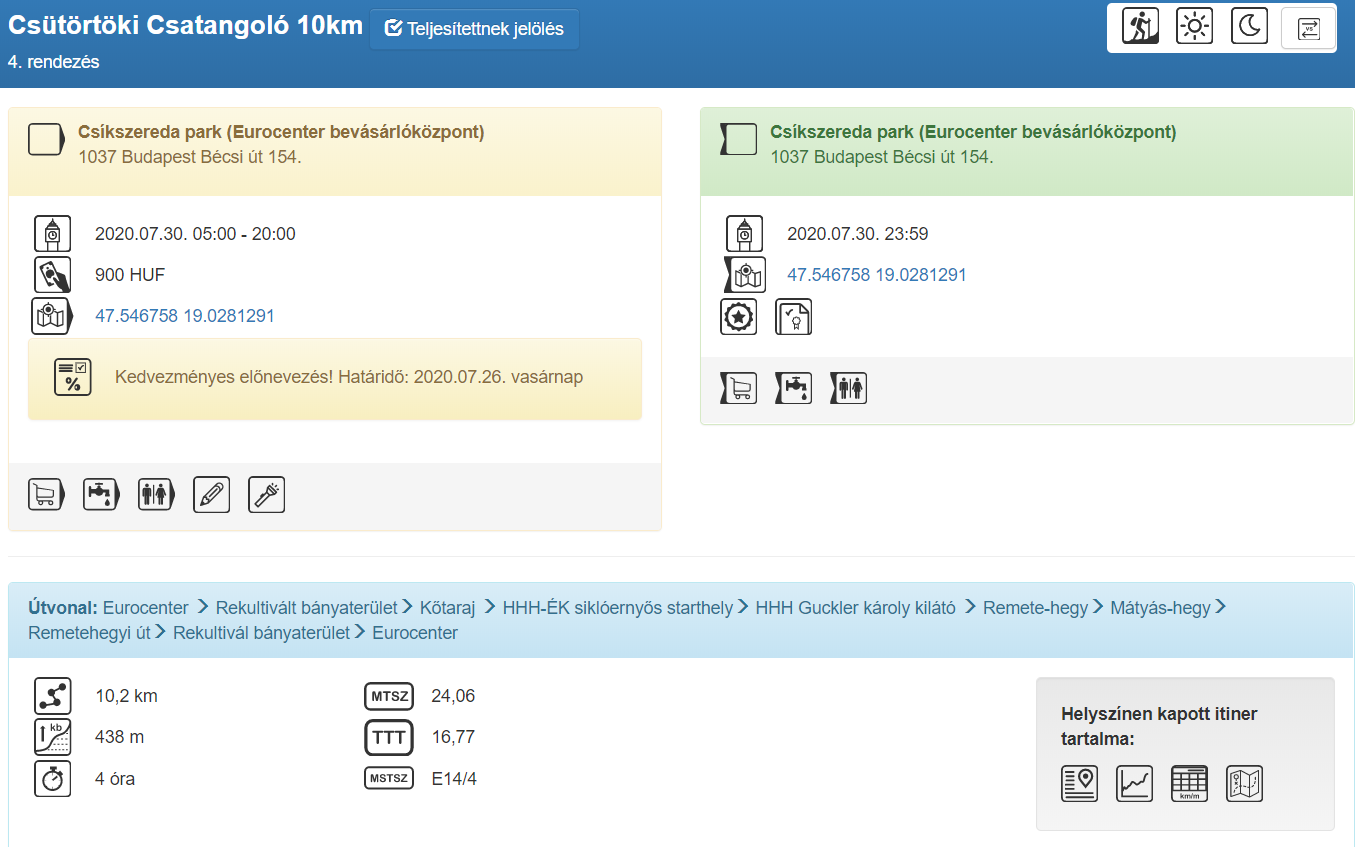 Csütörtöki Csatangoló 10km
Teljesítettnek jelölés
4. rendezés
VS
Csíkszereda park (Eurocenter bevásárlóközpont)
1037 Budapest Bécsi út 154.
2020.07.30. 05:00 - 20:00
900 HUF
47.546758 19.0281291
%
Kedvezményes előnevezés! Határidő: 2020.07.26. vasárnap
Csíkszereda park (Eurocenter bevásárlóközpont)
1037 Budapest Bécsi út 154.
2020.07.30. 23:59
47.546758 19.0281291
Útvonal: Eurocenter > Rekultivált bányaterület > Kőtaraj > HHH-ÉK siklóernyős starthely > HHH Guckler károly kilátó > Remete-hegy > Mátyás-hegy >
Remetehegyi út > Rekultivál bányaterület > Eurocenter
10,2 km
kb
438 m
4 óra
MTSZ 24,06
TTT 16,77
MSTSZ E14/4
Helyszínen kapott itiner
tartalma:
km/m